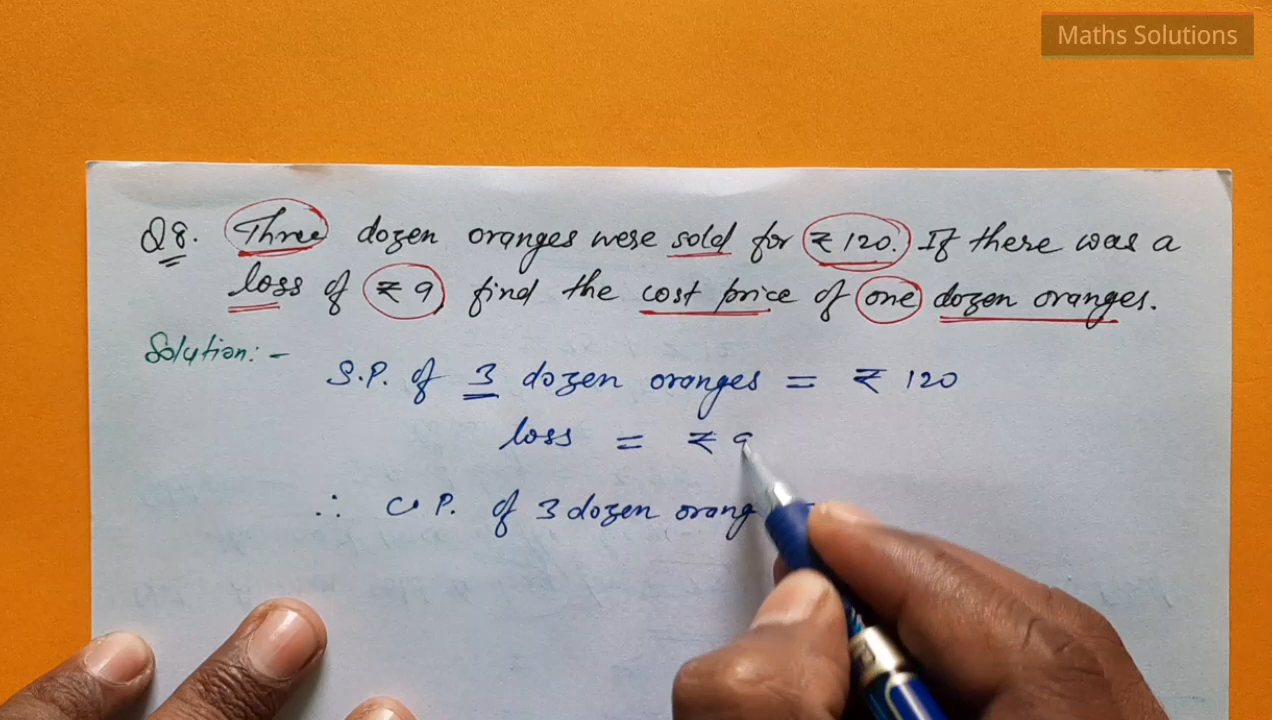 Maths Solutions
Q8. Three dozen oranges were sold for ₹ 120. If there was a
loss of ₹ 9 find the cost price of one dozen oranges.
Solution:-
S.P. of 3 dozen oranges = ₹ 120
loss = ₹ 9
∴ C.P. of 3 dozen orang